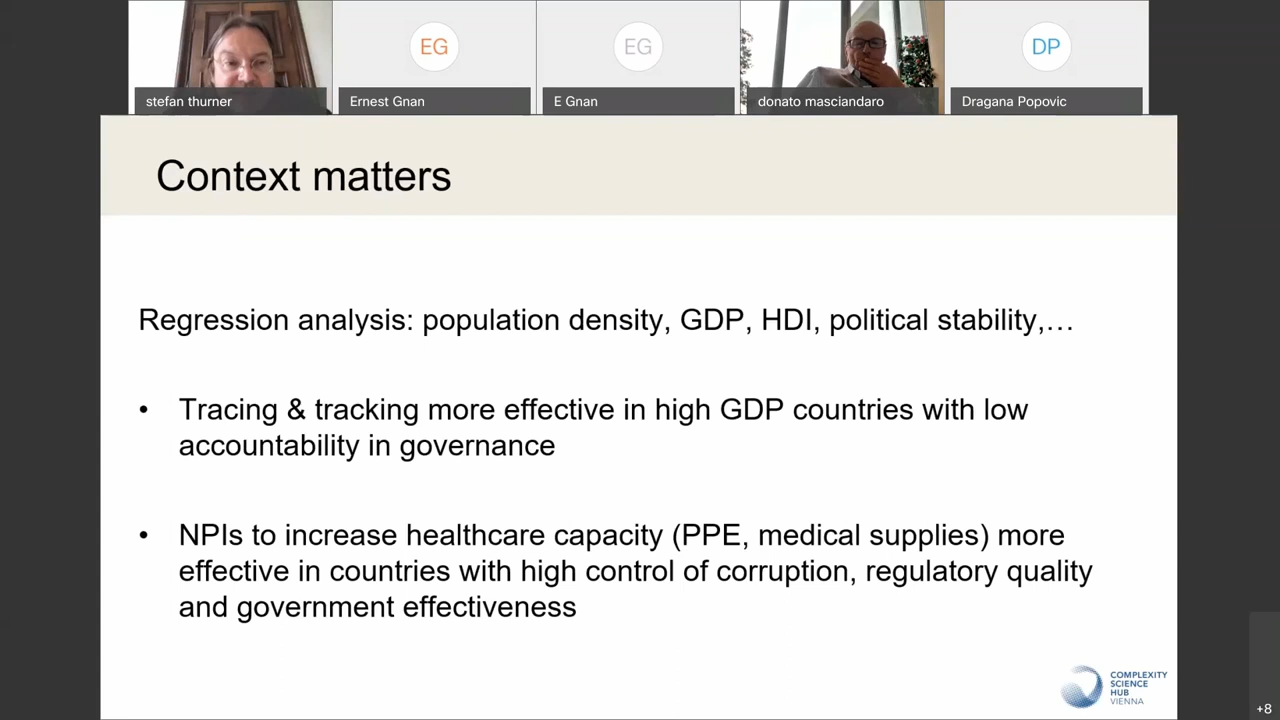 EG
EG
DP
stefan thurner
Ernest Gnan
E Gnan
donato masciandaro
Dragana Popovic
Context matters
Regression analysis: population density, GDP, HDI, political stability,…
• Tracing & tracking more effective in high GDP countries with low
accountability in governance
• NPIs to increase healthcare capacity (PPE, medical supplies) more
effective in countries with high control of corruption, regulatory quality
and government effectiveness
COMPLEXITY
SCIENCE
HUB
VIENNA
+8